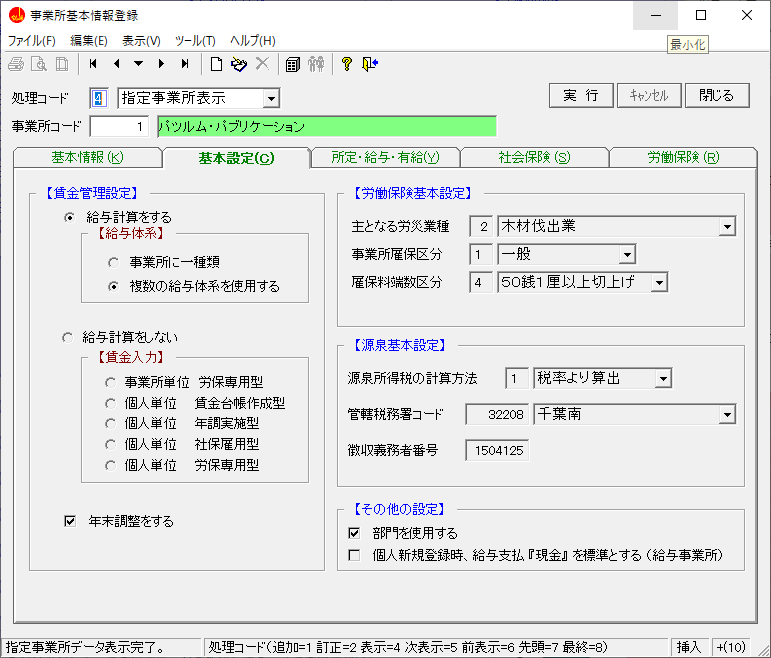 事業所基本情報登録
ファイル(F) 編集(E) 表示(V) ツール(T) ヘルプ(H)
最小化
処理コード 4 指定事業所表示 実 行 キャンセル 閉じる
事業所コード 1 パツルム・パブリケーション
基本情報(K) 基本設定(C) 所定・給与・有給(Y) 社会保険(S) 労働保険(R)
【賃金管理設定】
給与計算をする
【給与体系】
事業所に一種類
複数の給与体系を使用する
給与計算をしない
【賃金入力】
事業所単位 労保専用型
個人単位 賃金台帳作成型
個人単位 年調実施型
個人単位 社保雇用型
個人単位 労保専用型
年末調整をする
【労働保険基本設定】
主となる労災業種 2 木材伐出業
事業所雇保区分 1 一般
雇保料端数区分 4 50銭1厘以上切上げ
【源泉基本設定】
源泉所得税の計算方法 1 税率より算出
管轄税務署コード 32208 千葉南
徴収義務者番号 1504125
【その他の設定】
部門を使用する
個人新規登録時、給与支払『現金』を標準とする(給与事業所)
指定事業所データ表示完了。 処理コード(追加=1 訂正=2 表示=4 次表示=5 前表示=6 先頭=7 最終=8) 挿入 +(10)